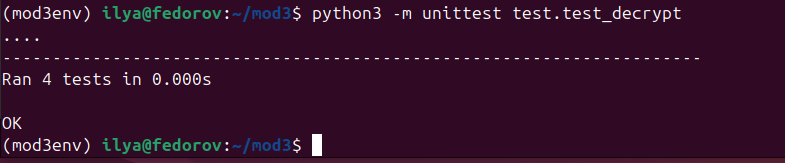 (mod3env) ilya@fedorov:~/mod3$ python3 -m unittest test.test_decrypt
....
----------------------------------------------------------------------
Ran 4 tests in 0.000s

OK
(mod3env) ilya@fedorov:~/mod3$